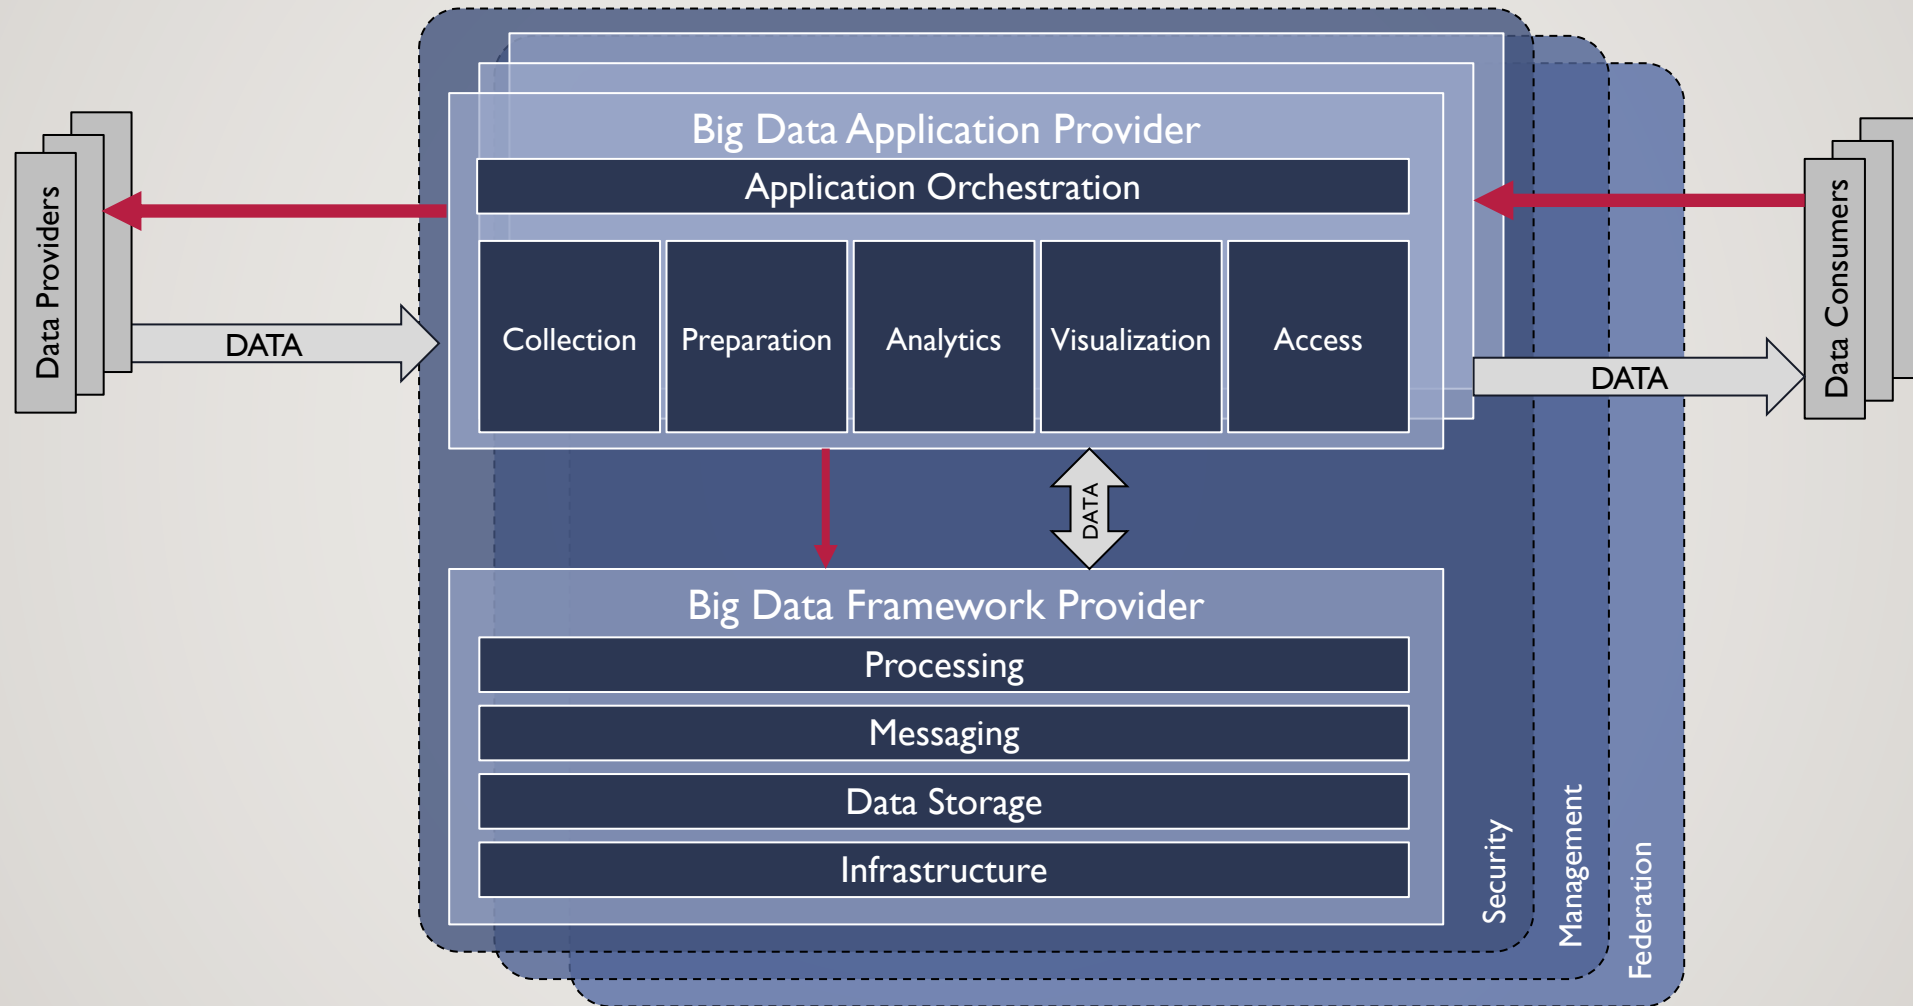 Big Data Application Provider
Application Orchestration
Data Providers
DATA
Collection
Preparation
Analytics
Visualization
Access
DATA
Data Consumers
DATA
Big Data Framework Provider
Processing
Messaging
Data Storage
Infrastructure
Security
Management
Federation